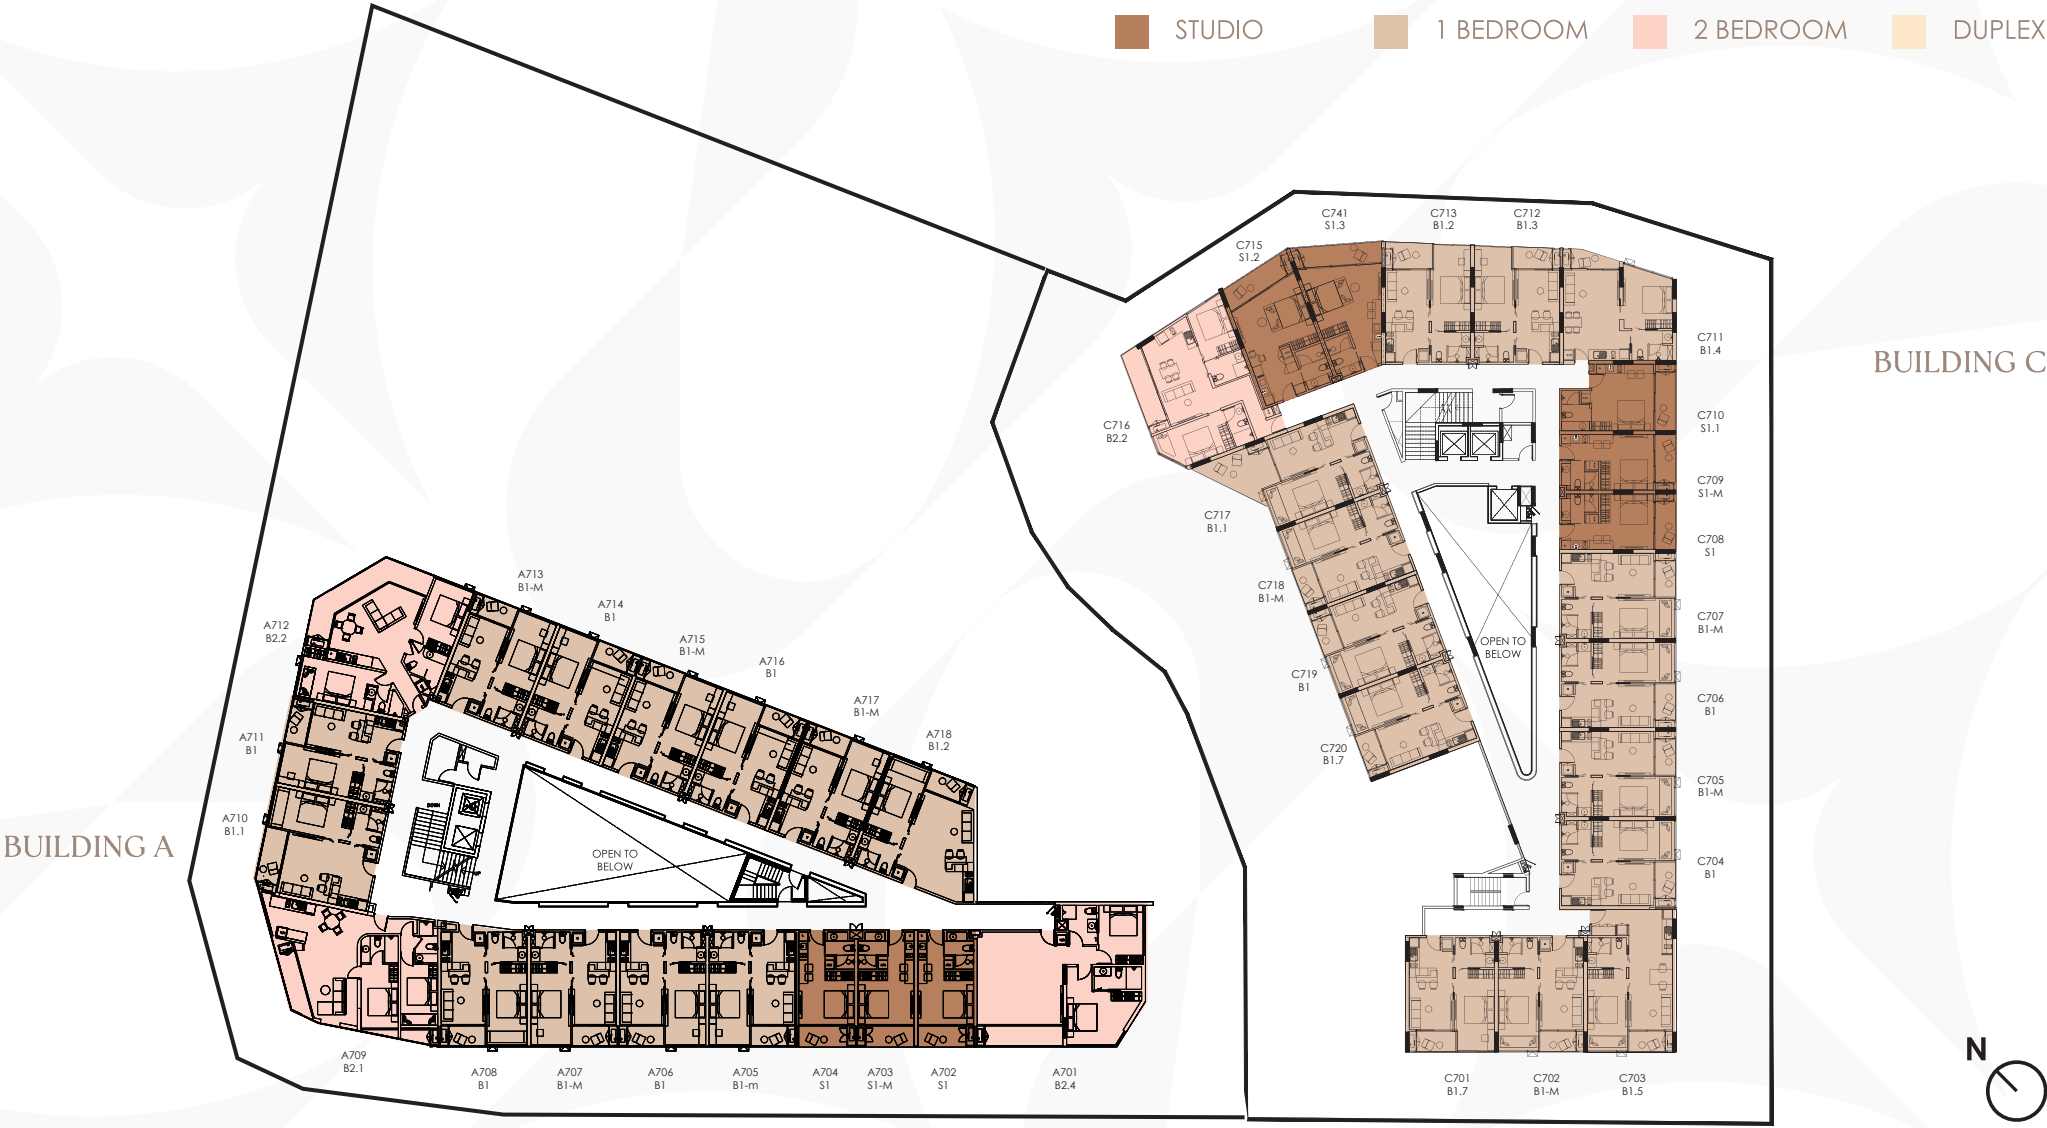 STUDIO
1 BEDROOM
2 BEDROOM
DUPLEX
C741
S1.3
C713
B1.2
C712
B1.3
C715
S1.2
C711
B1.4
BUILDING C
C710
S1.1
C716
B2.2
C709
S1-M
C717
B1.1
C708
S1
C718
B1-M
C707
B1-M
OPEN TO
BELOW
C719
B1
C706
B1
C720
B1.7
C705
B1-M
C704
B1
C701
B1.7
C702
B1-M
C703
B1.5
A713
B1-M
A714
B1
A712
B2.2
A715
B1-M
A716
B1
A717
B1-M
A718
B1.2
A711
B1
A710
B1.1
DOWN
BUILDING A
OPEN TO
BELOW
A709
B2.1
A708
B1
A707
B1-M
A706
B1
A705
B1-m
A704
S1
A703
S1-M
A702
S1
A701
B2.4
N